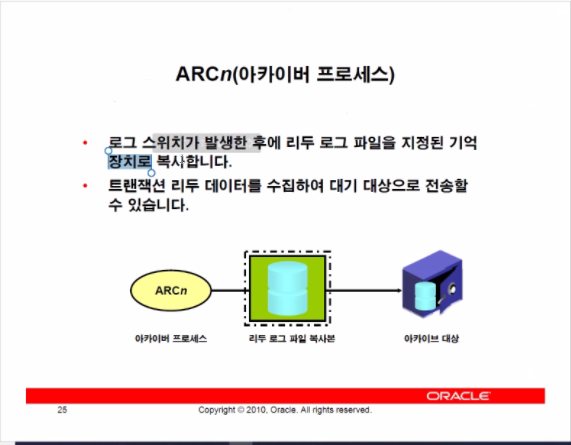 ARCn(아카이버 프로세스)
• 로그 스위치가 발생한 후에 리두 로그 파일을 지정된 기억
장치로 복사합니다.
• 트랜잭션 리두 데이터를 수집하여 대기 대상으로 전송할
수 있습니다.
ARCn
아카이버 프로세스
리두 로그 파일 복사본
아카이브 대상
ORACLE
25
Copyright © 2010, Oracle. All rights reserved.